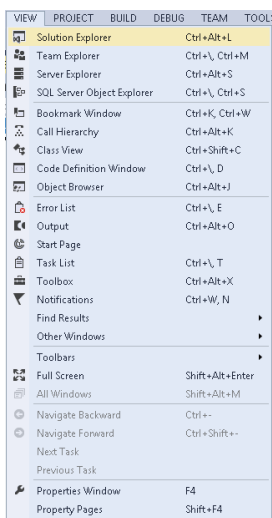 VIEW PROJECT BUILD DEBUG TEAM TOOL
Solution Explorer Ctrl+Alt+L
Team Explorer Ctrl+\, Ctrl+M
Server Explorer Ctrl+Alt+S
SQL Server Object Explorer Ctrl+\, Ctrl+S
Bookmark Window Ctrl+K, Ctrl+W
Call Hierarchy Ctrl+Alt+K
Class View Ctrl+Shift+C
Code Definition Window Ctrl+\, D
Object Browser Ctrl+Alt+J
Error List Ctrl+\, E
Output Ctrl+Alt+O
Start Page
Task List Ctrl+\, T
Toolbox Ctrl+Alt+X
Notifications Ctrl+W, N
Find Results
Other Windows
Toolbars
Full Screen Shift+Alt+Enter
All Windows Shift+Alt+M
Navigate Backward Ctrl+-
Navigate Forward Ctrl+Shift+-
Next Task
Previous Task
Properties Window F4
Property Pages Shift+F4